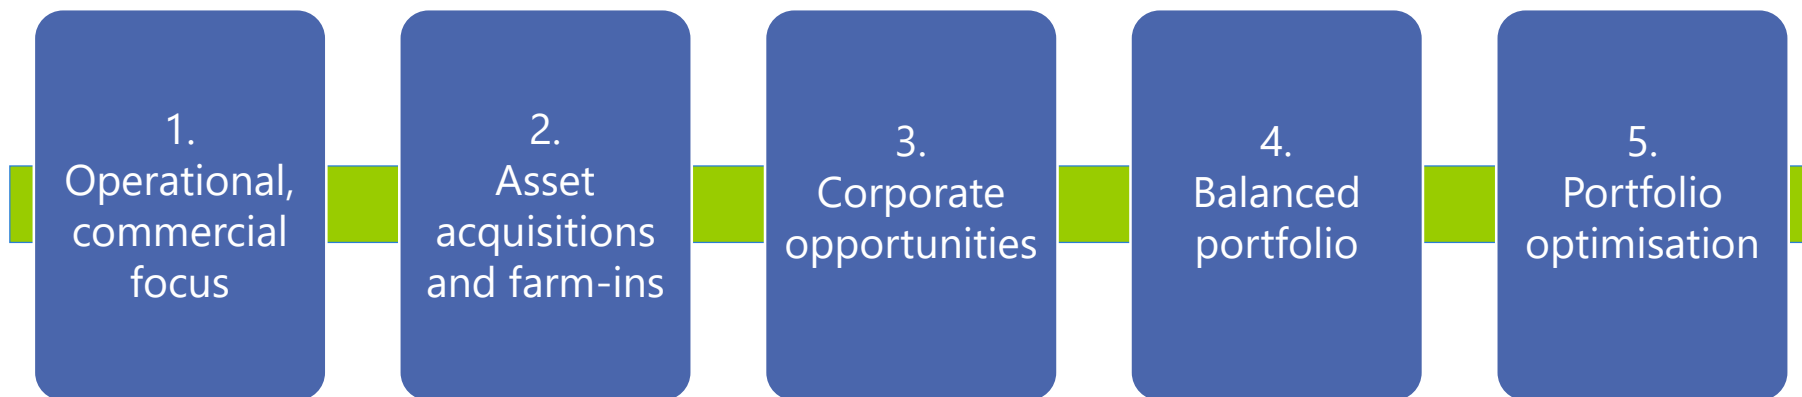 1.
Operational,
commercial
focus
2.
Asset
acquisitions
and farm-ins
3.
Corporate
opportunities
4.
Balanced
portfolio
5.
Portfolio
optimisation